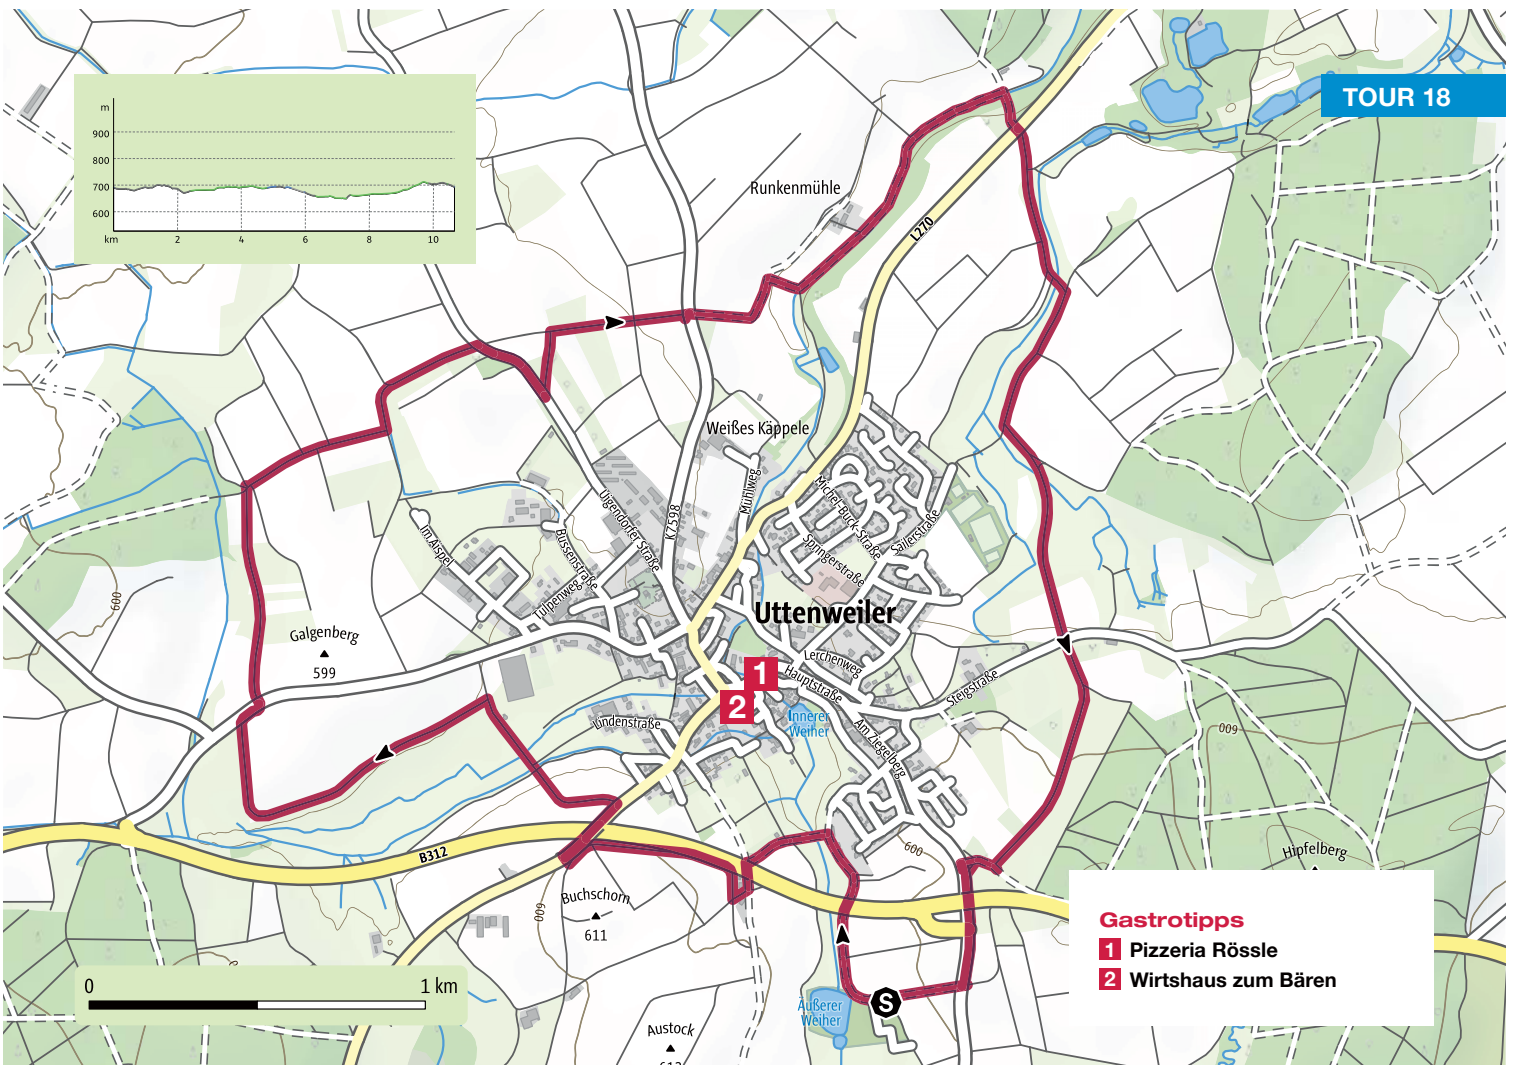 TOUR 18
m
900
800
700
600
km
2
4
6
8
10
Runkenmühle
L270
Weißes Käppele
Mühlweg
K7598
Uigendorfer Straße
Bussenstraße
Tulpenweg
Im Aispel
Michel-Buck-Straße
Springerstraße
Sailerstraße
Uttenweiler
600
Galgenberg
599
Lerchenweg
Hauptstraße
Steigstraße
1
2
Lindenstraße
Innerer
Weiher
Am Ziegelberg
600
600
B312
Buchschorn
611
600
Hipfelberg
Gastrotipps
1 Pizzeria Rössle
2 Wirtshaus zum Bären
0
1 km
S
Äußerer
Weiher
Austock